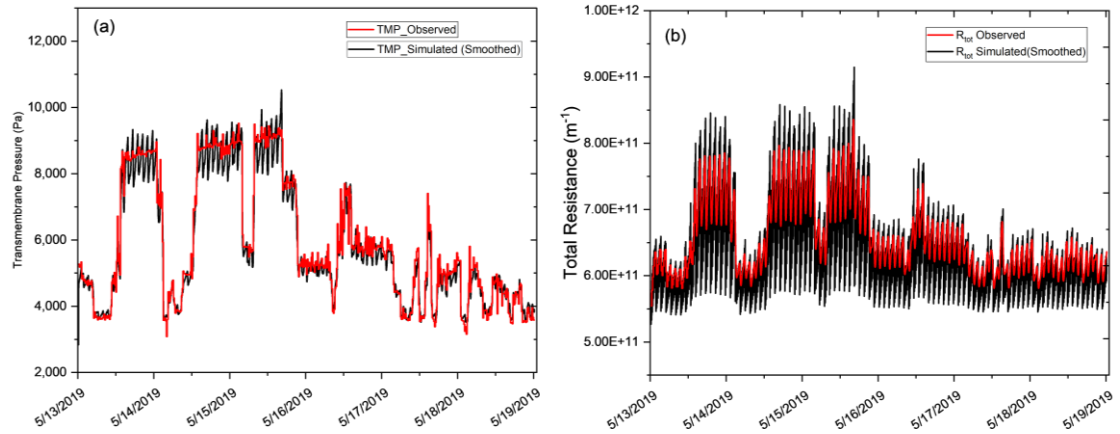 (a)
TMP_Observed
TMP_Simulated (Smoothed)
Transmembrane Pressure (Pa)
12,000
10,000
8,000
6,000
4,000
2,000
5/13/2019
5/14/2019
5/15/2019
5/16/2019
5/17/2019
5/18/2019
5/19/2019
(b)
Rtot Observed
Rtot Simulated(Smoothed)
Total Resistance (m⁻¹)
1.00E+12
9.00E+11
8.00E+11
7.00E+11
6.00E+11
5.00E+11
5/13/2019
5/14/2019
5/15/2019
5/16/2019
5/17/2019
5/18/2019
5/19/2019